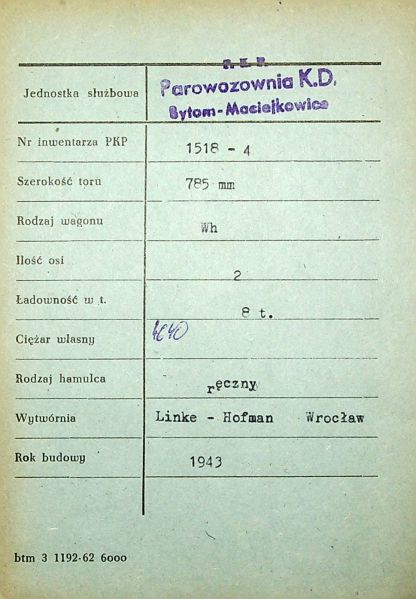 P. K. P.
Jednostka służbowa Parowozownia K.D.
Bytom-Maciejkowice
Nr inwentarza PKP 1518 - 4
Szerokość toru 785 mm
Rodzaj wagonu Wh
Ilość osi 2
Ładowność w t. 8 t.
Ciężar własny 4640
Rodzaj hamulca ręczny
Wytwórnia Linke - Hofman Wrocław
Rok budowy 1943
btm 3 1192-62 6000